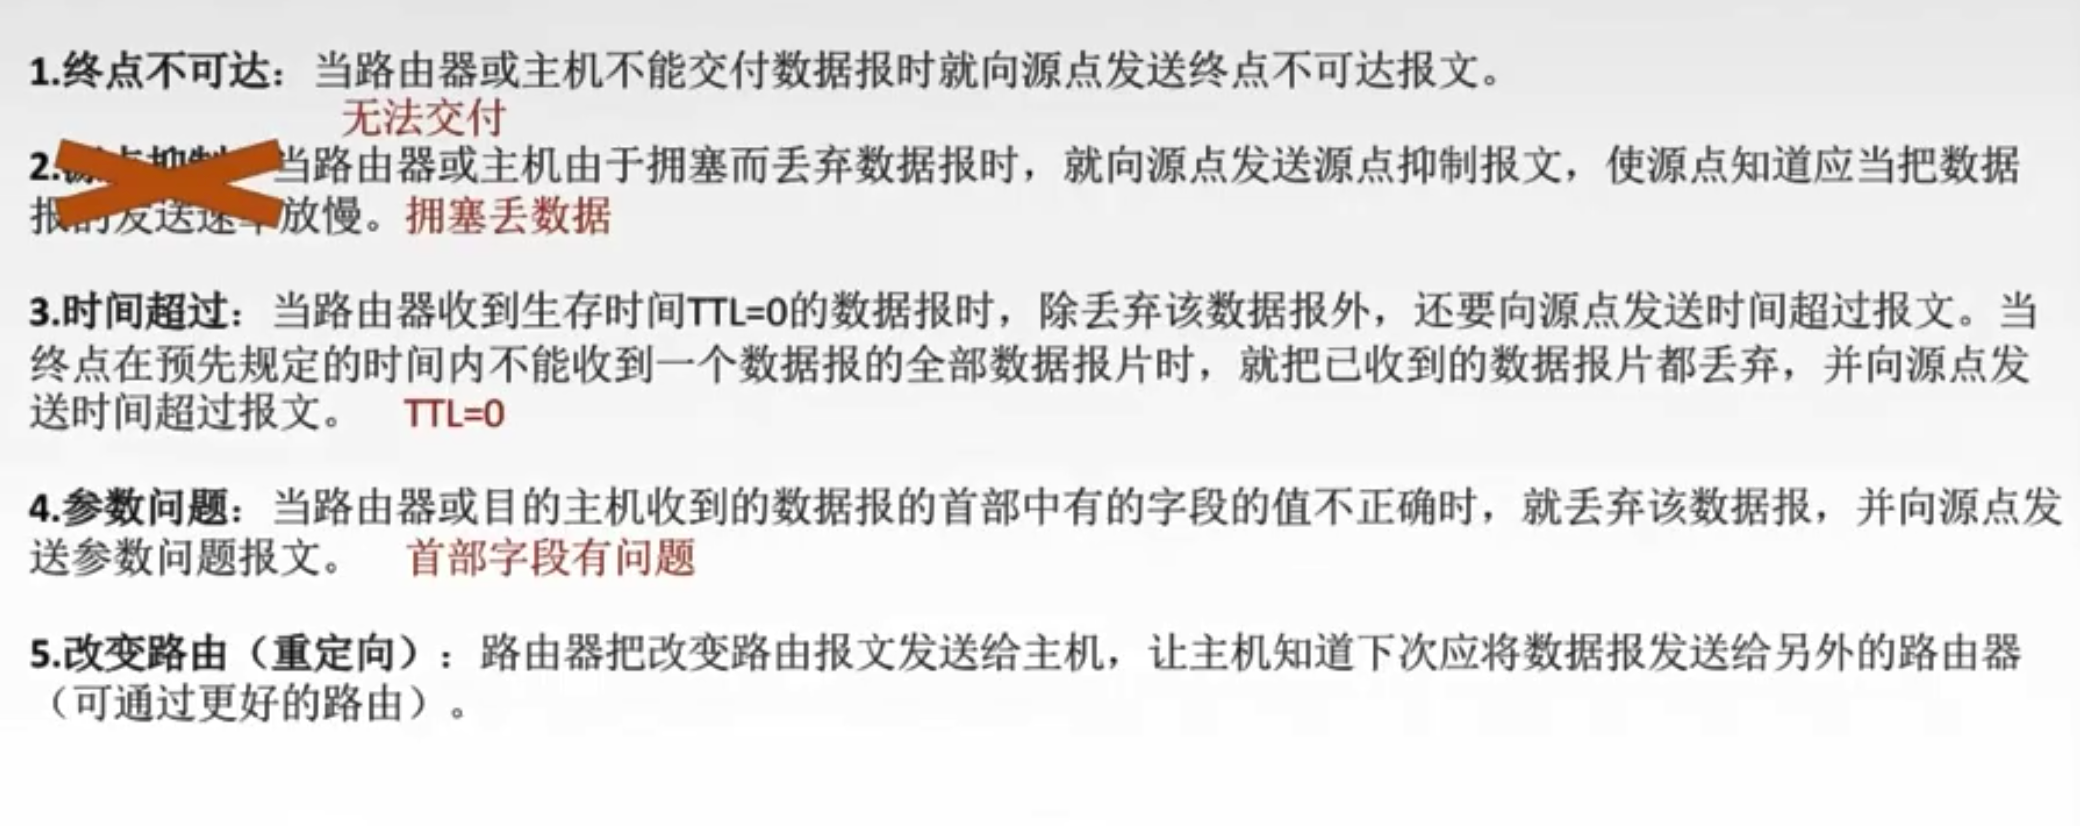 1.终点不可达：当路由器或主机不能交付数据报时就向源点发送终点不可达报文。
无法交付
2. 当路由器或主机由于拥塞而丢弃数据报时，就向源点发送源点抑制报文，使源点知道应当把数据
报的发送速率放慢。拥塞丢数据
3.时间超过：当路由器收到生存时间TTL=0的数据报时，除丢弃该数据报外，还要向源点发送时间超过报文。当
终点在预先规定的时间内不能收到一个数据报的全部数据报片时，就把已收到的数据报片都丢弃，并向源点发
送时间超过报文。 TTL=0
4.参数问题：当路由器或目的主机收到的数据报的首部中有的字段的值不正确时，就丢弃该数据报，并向源点发
送参数问题报文。 首部字段有问题
5.改变路由（重定向）：路由器把改变路由报文发送给主机，让主机知道下次应将数据报发送给另外的路由器
（可通过更好的路由）。